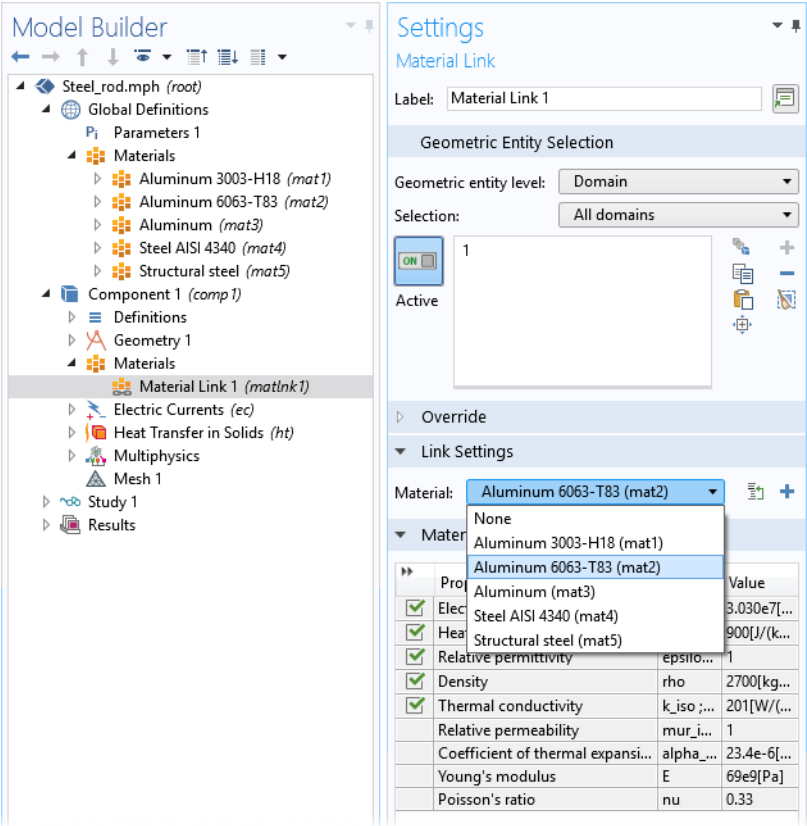 Model Builder
Steel_rod.mph (root)
Global Definitions
Pi Parameters 1
Materials
Aluminum 3003-H18 (mat1)
Aluminum 6063-T83 (mat2)
Aluminum (mat3)
Steel AISI 4340 (mat4)
Structural steel (mat5)
Component 1 (comp1)
Definitions
Geometry 1
Materials
Material Link 1 (matlnk1)
Electric Currents (ec)
Heat Transfer in Solids (ht)
Multiphysics
Mesh 1
Study 1
Results
Settings
Material Link
Label: Material Link 1
Geometric Entity Selection
Geometric entity level: Domain
Selection: All domains
ON
1
Active
Override
Link Settings
Material: Aluminum 6063-T83 (mat2)
None
Aluminum 3003-H18 (mat1)
Aluminum 6063-T83 (mat2)
Aluminum (mat3)
Steel AISI 4340 (mat4)
Structural steel (mat5)
Mater
Prop Value
Elec 3.030e7[...
Hea 900[J/(k...
Relative permittivity epsilo... 1
Density rho 2700[kg...
Thermal conductivity k_iso ;... 201[W/(...
Relative permeability mur_i... 1
Coefficient of thermal expansi... alpha_... 23.4e-6[...
Young's modulus E 69e9[Pa]
Poisson's ratio nu 0.33